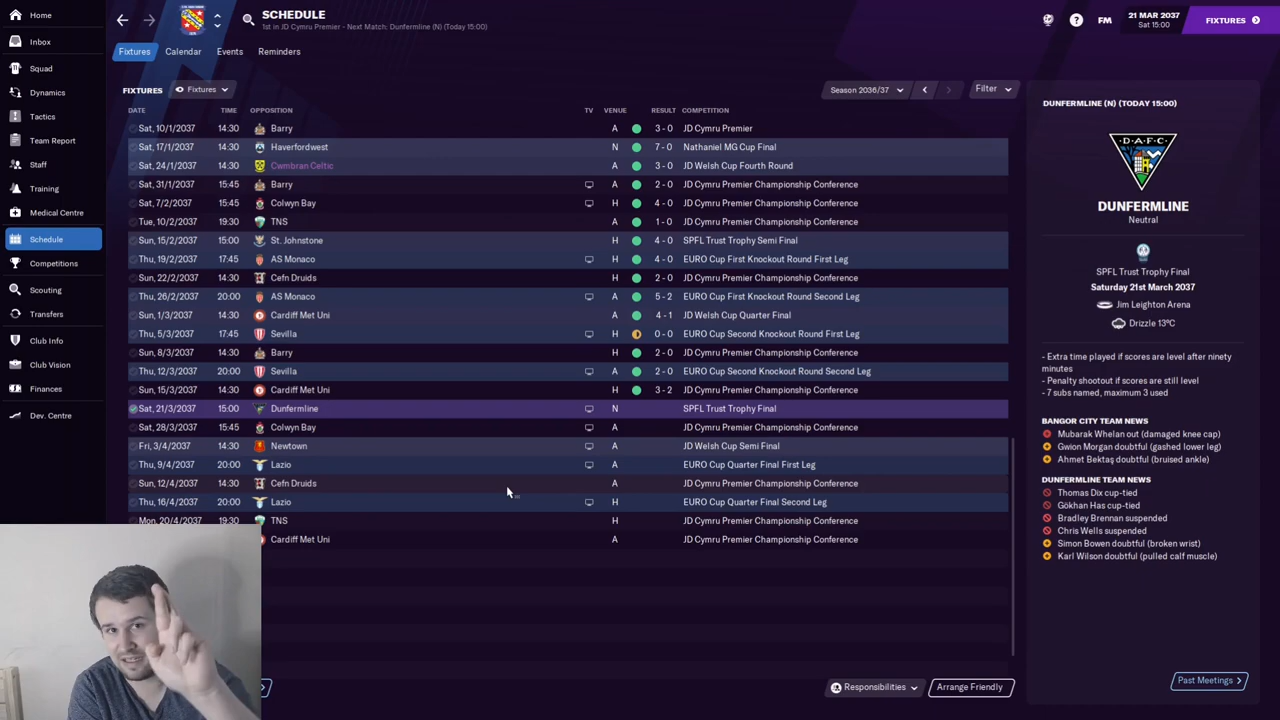 Home
Inbox
Squad
Dynamics
Tactics
Team Report
Staff
Training
Medical Centre
Schedule
Competitions
Scouting
Transfers
Club Info
Club Vision
Finances
Dev. Centre
SCHEDULE
1st in JD Cymru Premier - Next Match: Dunfermline (N) (Today 15:00)
FM
21 MAR 2037
Sat 15:00
FIXTURES
Fixtures Calendar Events Reminders
FIXTURES Fixtures Season 2036/37 Filter
DATE TIME OPPOSITION TV VENUE RESULT COMPETITION
Sat, 10/1/2037 14:30 Barry A 3 - 0 JD Cymru Premier
Sat, 17/1/2037 14:30 Haverfordwest N 7 - 0 Nathaniel MG Cup Final
Sat, 24/1/2037 14:30 Cwmbran Celtic A 3 - 0 JD Welsh Cup Fourth Round
Sat, 31/1/2037 15:45 Barry A 2 - 0 JD Cymru Premier Championship Conference
Sat, 7/2/2037 15:45 Colwyn Bay H 4 - 0 JD Cymru Premier Championship Conference
Tue, 10/2/2037 19:30 TNS A 1 - 0 JD Cymru Premier Championship Conference
Sun, 15/2/2037 15:00 St. Johnstone H 4 - 0 SPFL Trust Trophy Semi Final
Thu, 19/2/2037 17:45 AS Monaco H 4 - 0 EURO Cup First Knockout Round First Leg
Sun, 22/2/2037 14:30 Cefn Druids H 2 - 0 JD Cymru Premier Championship Conference
Thu, 26/2/2037 20:00 AS Monaco A 5 - 2 EURO Cup First Knockout Round Second Leg
Sun, 1/3/2037 14:30 Cardiff Met Uni A 4 - 1 JD Welsh Cup Quarter Final
Thu, 5/3/2037 17:45 Sevilla H 0 - 0 EURO Cup Second Knockout Round First Leg
Sun, 8/3/2037 14:30 Barry H 2 - 0 JD Cymru Premier Championship Conference
Thu, 12/3/2037 20:00 Sevilla A 2 - 0 EURO Cup Second Knockout Round Second Leg
Sun, 15/3/2037 14:30 Cardiff Met Uni H 3 - 2 JD Cymru Premier Championship Conference
Sat, 21/3/2037 15:00 Dunfermline N SPFL Trust Trophy Final
Sat, 28/3/2037 15:45 Colwyn Bay A JD Cymru Premier Championship Conference
Fri, 3/4/2037 14:30 Newtown A JD Welsh Cup Semi Final
Thu, 9/4/2037 20:00 Lazio A EURO Cup Quarter Final First Leg
Sun, 12/4/2037 14:30 Cefn Druids A JD Cymru Premier Championship Conference
Thu, 16/4/2037 20:00 Lazio H EURO Cup Quarter Final Second Leg
Mon, 20/4/2037 19:30 TNS H JD Cymru Premier Championship Conference
Cardiff Met Uni A JD Cymru Premier Championship Conference
Responsibilities Arrange Friendly
DUNFERMLINE (N) (TODAY 15:00)
D.A.F.C.
DUNFERMLINE
Neutral
SPFL Trust Trophy Final
Saturday 21st March 2037
Jim Leighton Arena
Drizzle 13ºC
- Extra time played if scores are level after ninety
minutes
- Penalty shootout if scores are still level
- 7 subs named, maximum 3 used
BANGOR CITY TEAM NEWS
Mubarak Whelan out (damaged knee cap)
Gwion Morgan doubtful (gashed lower leg)
Ahmet Bektaş doubtful (bruised ankle)
DUNFERMLINE TEAM NEWS
Thomas Dix cup-tied
Gökhan Has cup-tied
Bradley Brennan suspended
Chris Wells suspended
Simon Bowen doubtful (broken wrist)
Karl Wilson doubtful (pulled calf muscle)
Past Meetings